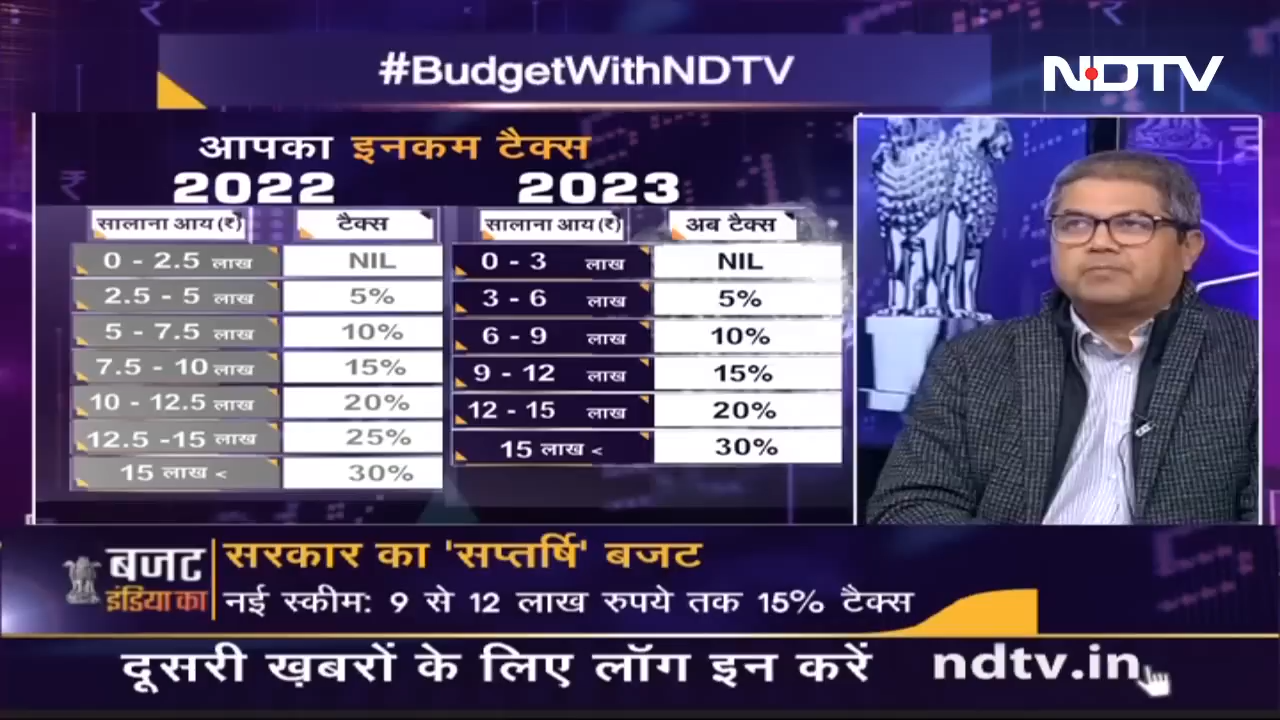 #BudgetWithNDTV
NDTV
आपका इनकम टैक्स
2022 2023
सालाना आय (₹) टैक्स सालाना आय (₹) अब टैक्स
0 - 2.5 लाख NIL 0 - 3 लाख NIL
2.5 - 5 लाख 5% 3 - 6 लाख 5%
5 - 7.5 लाख 10% 6 - 9 लाख 10%
7.5 - 10 लाख 15% 9 - 12 लाख 15%
10 - 12.5 लाख 20% 12 - 15 लाख 20%
12.5 -15 लाख 25% 15 लाख < 30%
15 लाख < 30%
बजट इंडिया का
सरकार का 'सप्तर्षि' बजट
नई स्कीम: 9 से 12 लाख रुपये तक 15% टैक्स
दूसरी ख़बरों के लिए लॉग इन करें ndtv.in